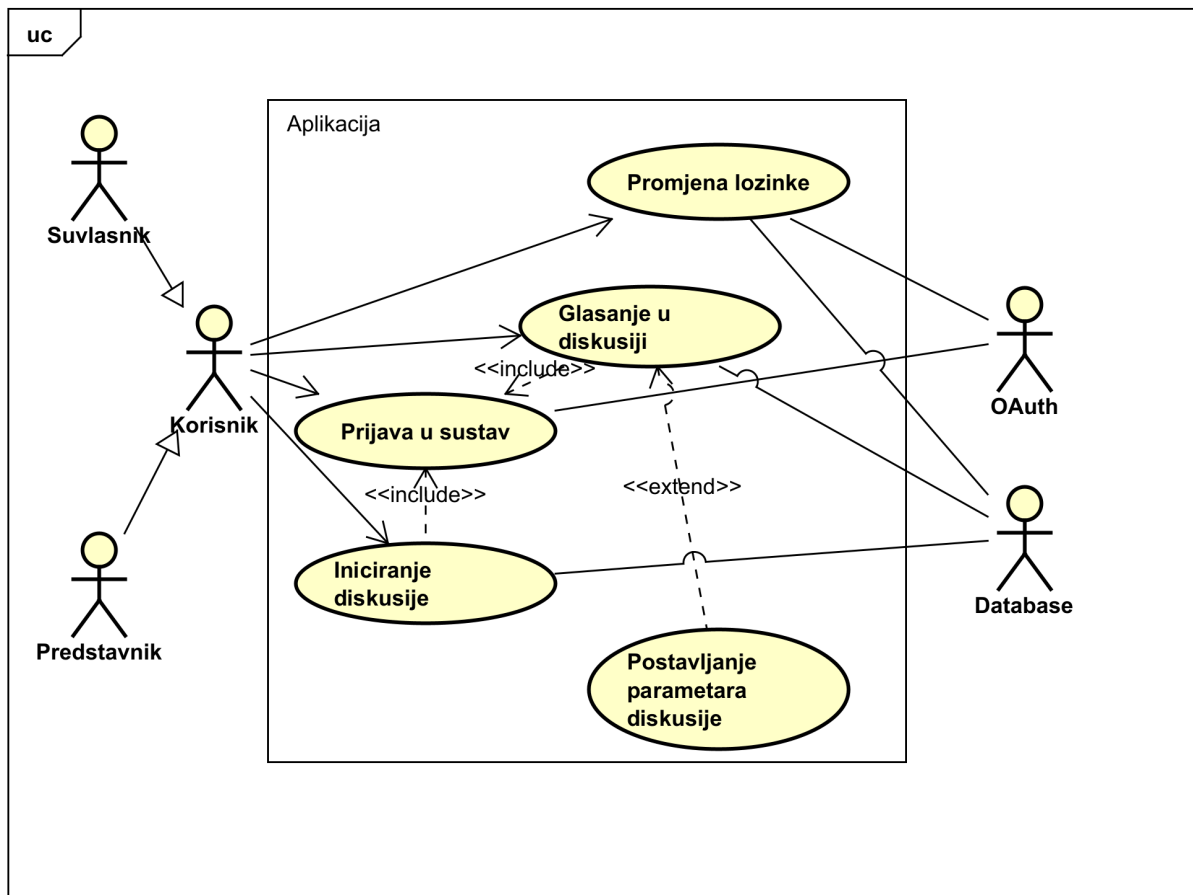 uc
Aplikacija
Suvlasnik
Promjena lozinke
Glasanje u
diskusiji
<<include>>
Korisnik
OAuth
Prijava u sustav
<<include>>
<<extend>>
Iniciranje
diskusije
Database
Predstavnik
Postavljanje
parametara
diskusije